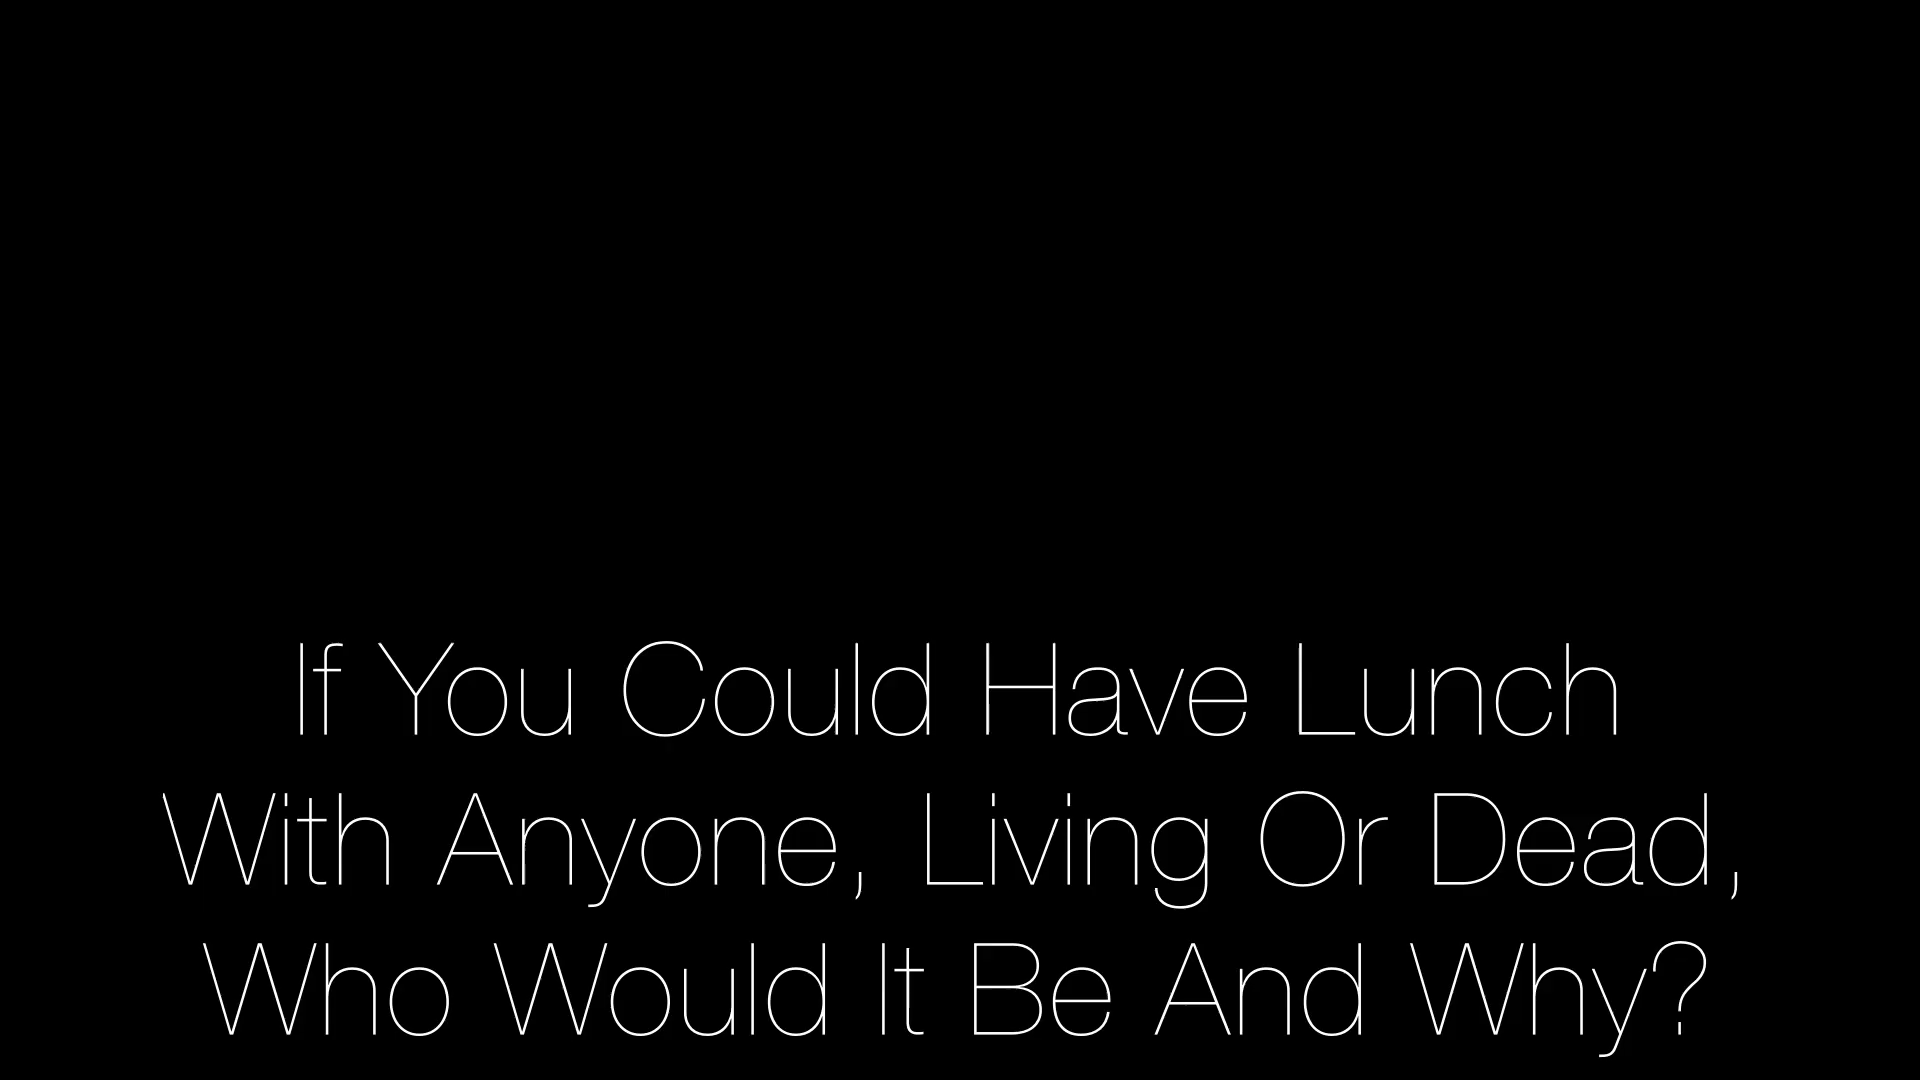 If You Could Have Lunch
With Anyone, Living Or Dead,
Who Would It Be And Why?